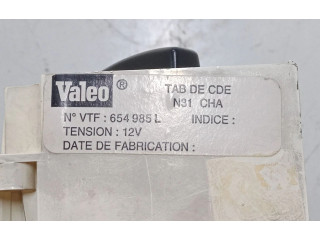 Valeo ® TAB DE CDE
N31 CHA
N° VTF : 654 985 L INDICE :
TENSION : 12V
DATE DE FABRICATION :